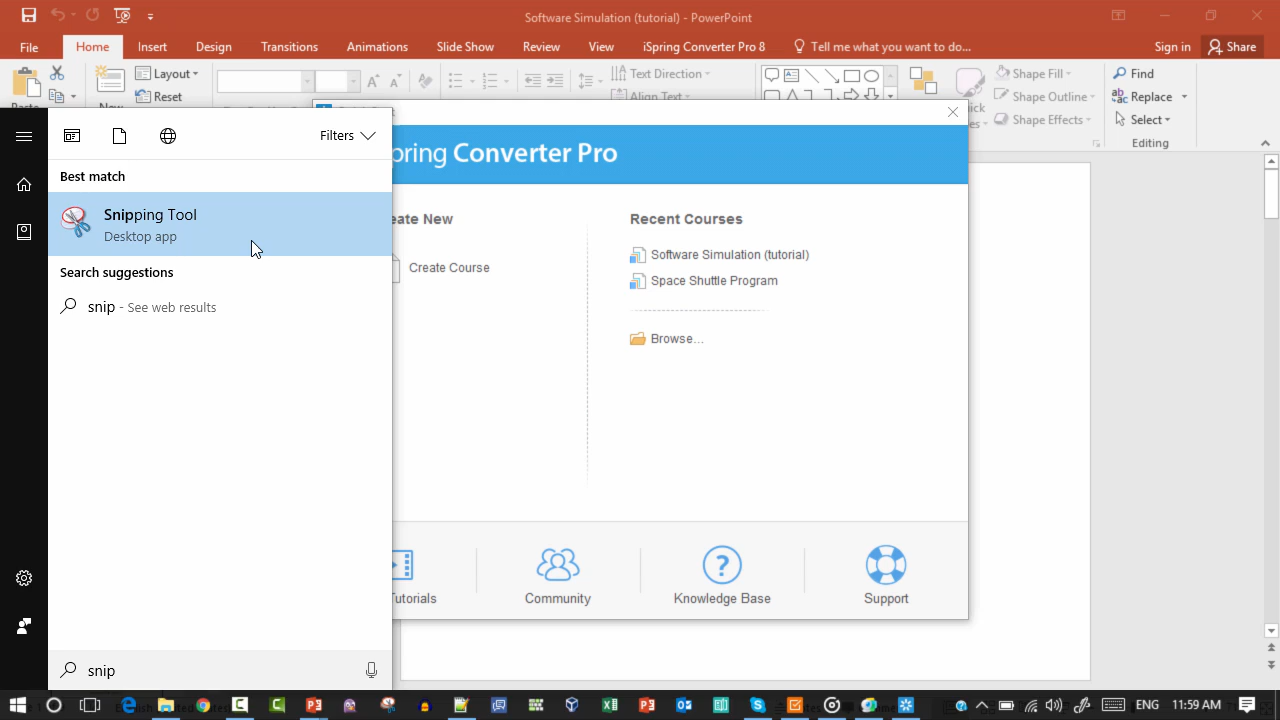 Software Simulation (tutorial) - PowerPoint
File Home Insert Design Transitions Animations Slide Show Review View iSpring Converter Pro 8 Tell me what you want to do... Sign in Share
Layout Text Direction Shape Fill Find
Reset Align Text Shape Outline Replace
Shape Effects Select
Editing
Filters
Best match
Snipping Tool
Desktop app
Search suggestions
snip - See web results
snip
pring Converter Pro
eate New
Create Course
Recent Courses
Software Simulation (tutorial)
Space Shuttle Program
Browse...
Tutorials Community Knowledge Base Support
ENG 11:59 AM